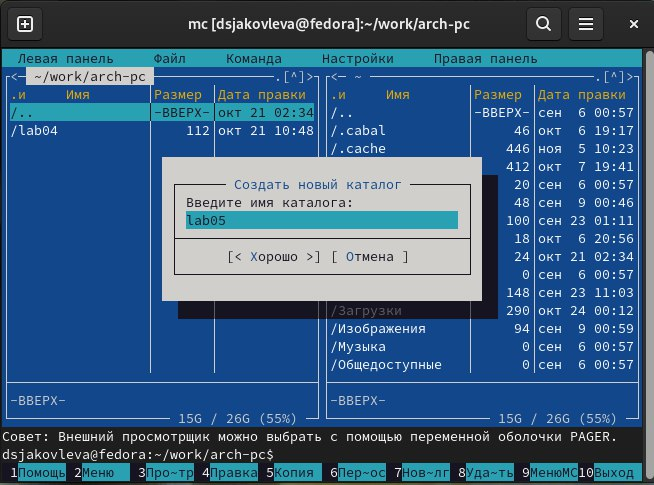 mc [dsjakovleva@fedora]:~/work/arch-pc
Левая панель Файл Команда Настройки Правая панель
<─ ~/work/arch-pc .[^]> <─ ~ .[^]>
.и Имя Размер Дата правки .и Имя Размер Дата правки
/.. -ВВЕРХ- окт 21 02:34 /.. -ВВЕРХ- сен 6 00:57
/lab04 112 окт 21 10:48 /.cabal 46 окт 6 19:17
/.cache 446 ноя 5 10:23
412 окт 7 19:41
Создать новый каталог 20 сен 6 00:57
Введите имя каталога: 48 сен 9 00:46
lab05 100 сен 23 01:11
18 окт 6 20:56
[< Хорошо >] [ Отмена ] 24 окт 21 02:34
0 сен 6 00:57
148 сен 23 11:03
/Загрузки 290 окт 24 00:12
/Изображения 94 сен 9 00:59
/Музыка 0 сен 6 00:57
/Общедоступные 0 сен 6 00:57
-ВВЕРХ- -ВВЕРХ-
15G / 26G (55%) 15G / 26G (55%)
Совет: Внешний просмотрщик можно выбрать с помощью переменной оболочки PAGER.
dsjakovleva@fedora:~/work/arch-pc$
1Помощь 2Меню 3Про~тр 4Правка 5Копия 6Пер~ос 7Нов~лг 8Уда~ть 9МенюMC 10Выход